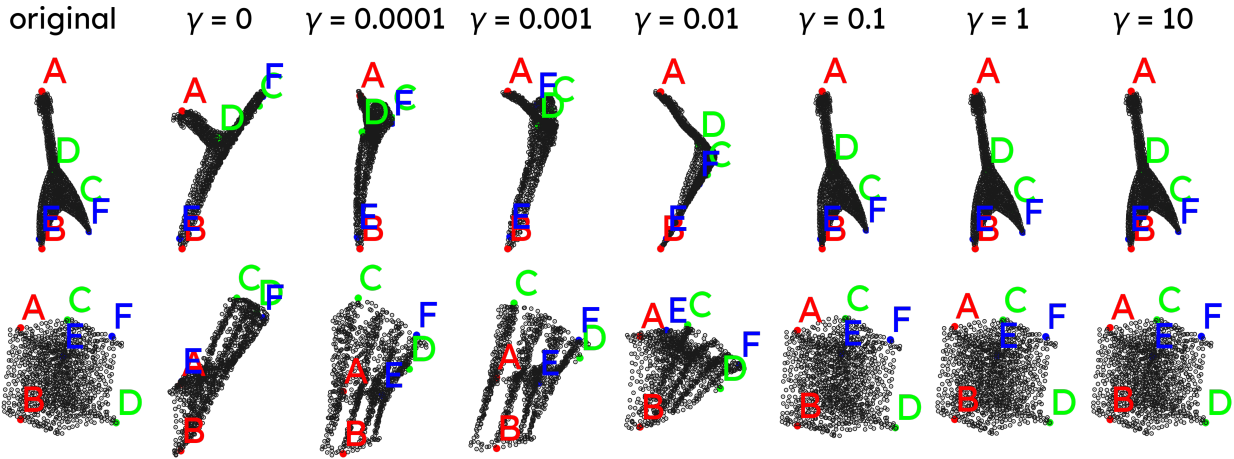 original γ = 0 γ = 0.0001 γ = 0.001 γ = 0.01 γ = 0.1 γ = 1 γ = 10
A D C E B F
A F C D E B
A D C F E B
A F C D E B
A D C F E B
A D C E B F
A D C E B F
A D C E B F
A C F E B D
C D F E A B
C F D A E B
C F D A E B
A E C F D B
A C F E B D
A C F E B D
A C F E B D